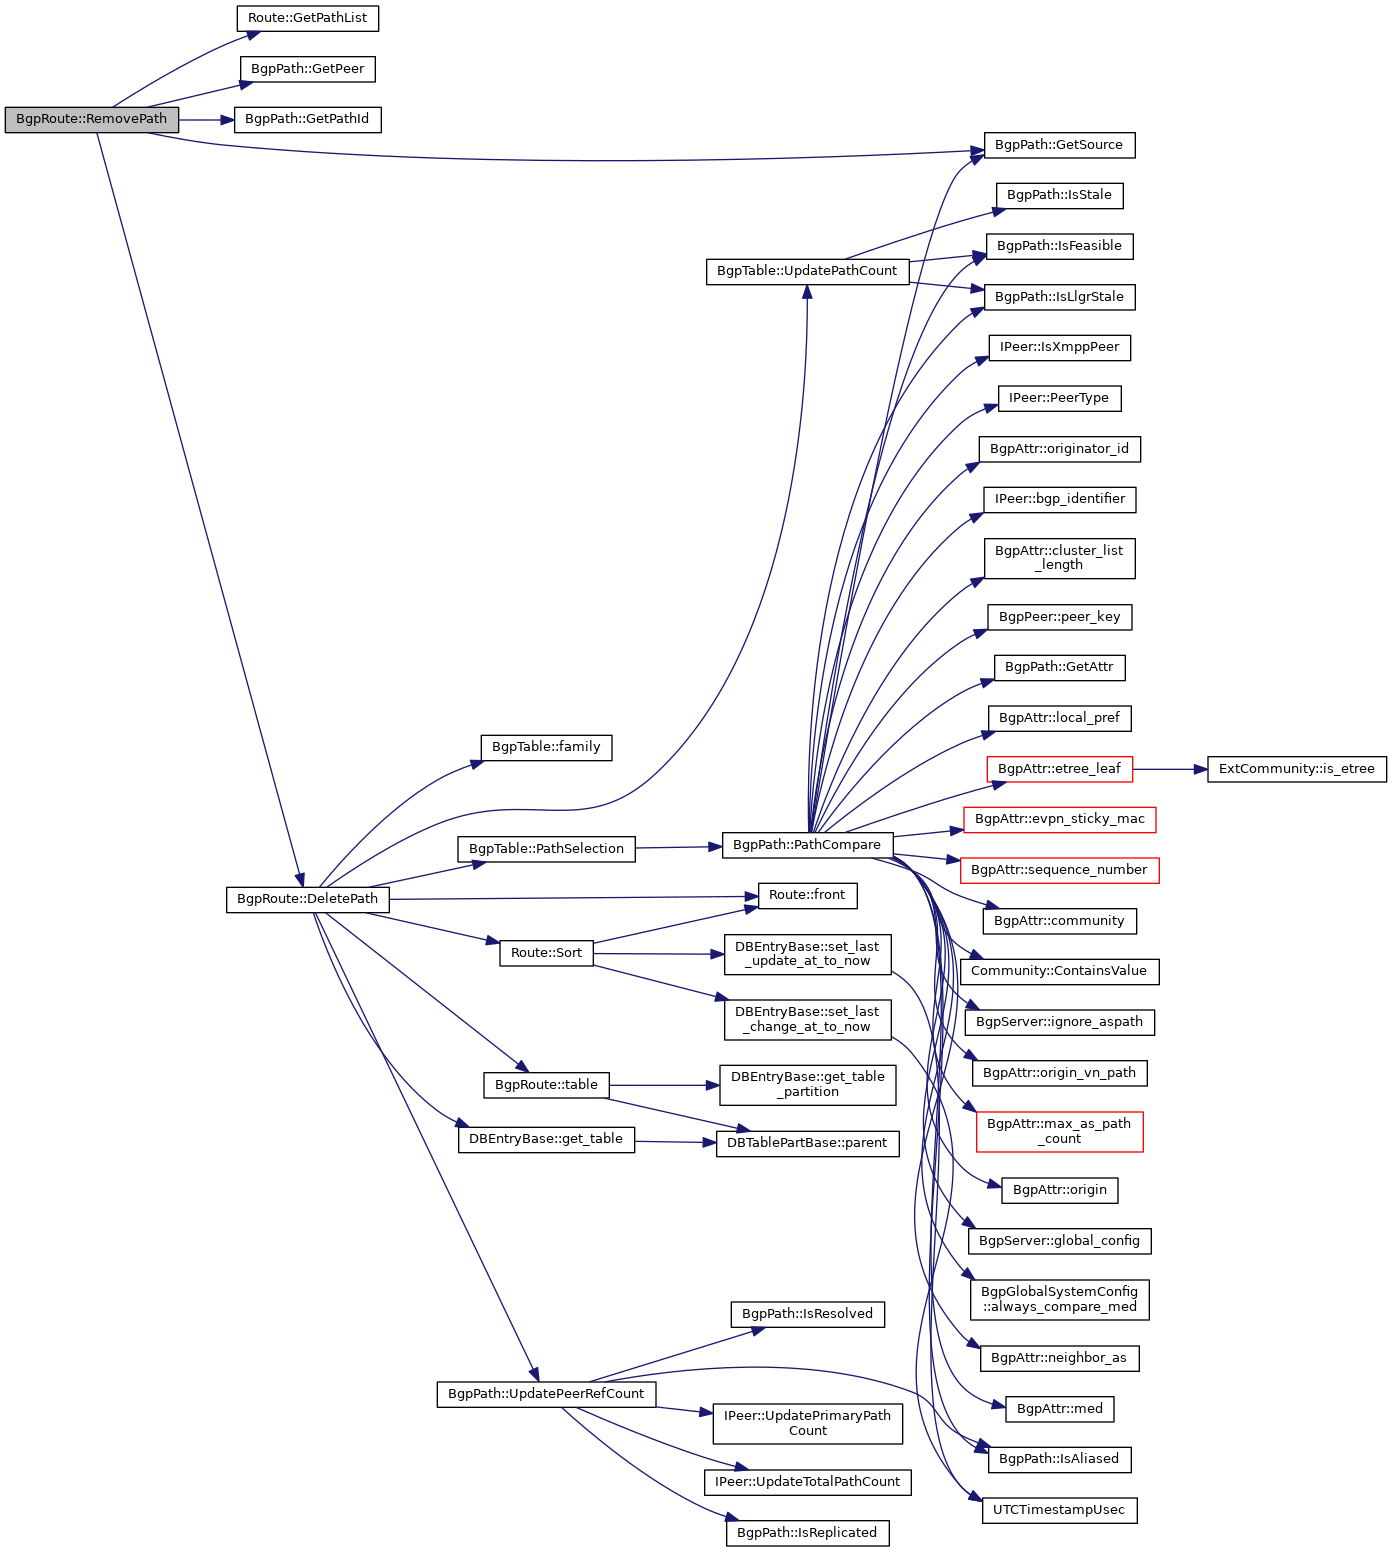 Route::GetPathList
BgpPath::GetPeer
BgpRoute::RemovePath
BgpPath::GetPathId
BgpPath::GetSource
BgpPath::IsStale
BgpPath::IsFeasible
BgpTable::UpdatePathCount
BgpPath::IsLlgrStale
IPeer::IsXmppPeer
IPeer::PeerType
BgpAttr::originator_id
IPeer::bgp_identifier
BgpAttr::cluster_list
_length
BgpPeer::peer_key
BgpPath::GetAttr
BgpAttr::local_pref
BgpTable::family
BgpAttr::etree_leaf
ExtCommunity::is_etree
BgpAttr::evpn_sticky_mac
BgpTable::PathSelection
BgpPath::PathCompare
BgpAttr::sequence_number
BgpRoute::DeletePath
Route::front
BgpAttr::community
Route::Sort
DBEntryBase::set_last
_update_at_to_now
Community::ContainsValue
DBEntryBase::set_last
_change_at_to_now
BgpServer::ignore_aspath
BgpRoute::table
DBEntryBase::get_table
_partition
BgpAttr::origin_vn_path
BgpAttr::max_as_path
_count
DBEntryBase::get_table
DBTablePartBase::parent
BgpAttr::origin
BgpServer::global_config
BgpGlobalSystemConfig
::always_compare_med
BgpPath::IsResolved
BgpAttr::neighbor_as
BgpPath::UpdatePeerRefCount
BgpAttr::med
IPeer::UpdatePrimaryPath
Count
BgpPath::IsAliased
IPeer::UpdateTotalPathCount
UTCTimestampUsec
BgpPath::IsReplicated